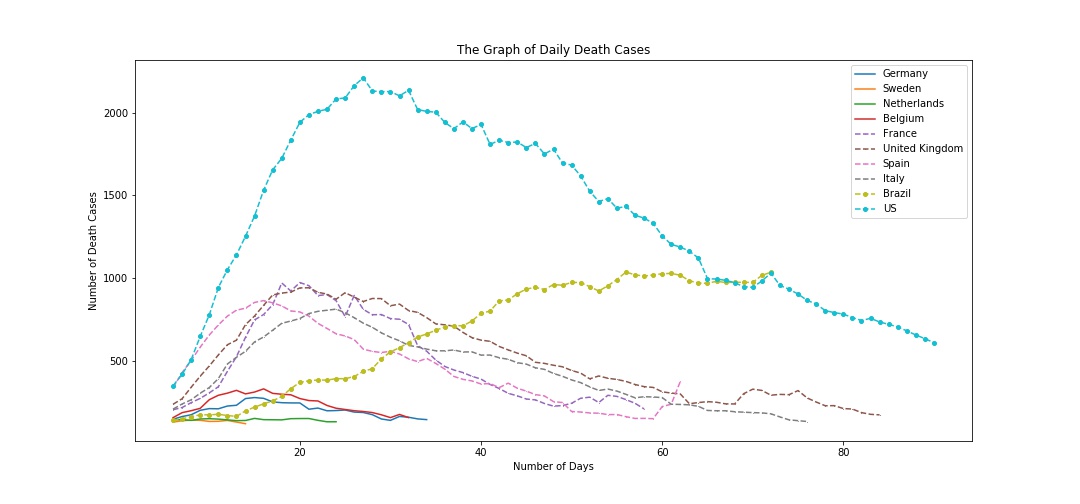 The Graph of Daily Death Cases
Number of Death Cases
2000
1500
1000
500
Germany
Sweden
Netherlands
Belgium
France
United Kingdom
Spain
Italy
Brazil
US
20
40
60
80
Number of Days